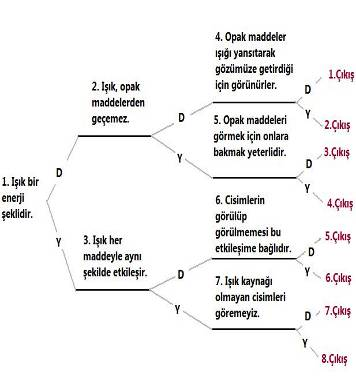 4. Opak maddeler
ışığı yansıtarak
gözümüze getirdiği
için görünürler.
1.Çıkış
D
2. Işık, opak
maddelerden
geçemez.
D
Y
2.Çıkış
5. Opak maddeleri
görmek için onlara
bakmak yeterlidir.
3.Çıkış
D
Y
Y
4.Çıkış
D
1. Işık bir
enerji
şeklidir.
Y
6. Cisimlerin
görülüp
görülmemesi bu
etkileşime bağlıdır.
5.Çıkış
D
3. Işık her
maddeyle aynı
şekilde etkileşir.
D
Y
6.Çıkış
7. Işık kaynağı
olmayan cisimleri
göremeyiz.
7.Çıkış
D
Y
Y
8.Çıkış